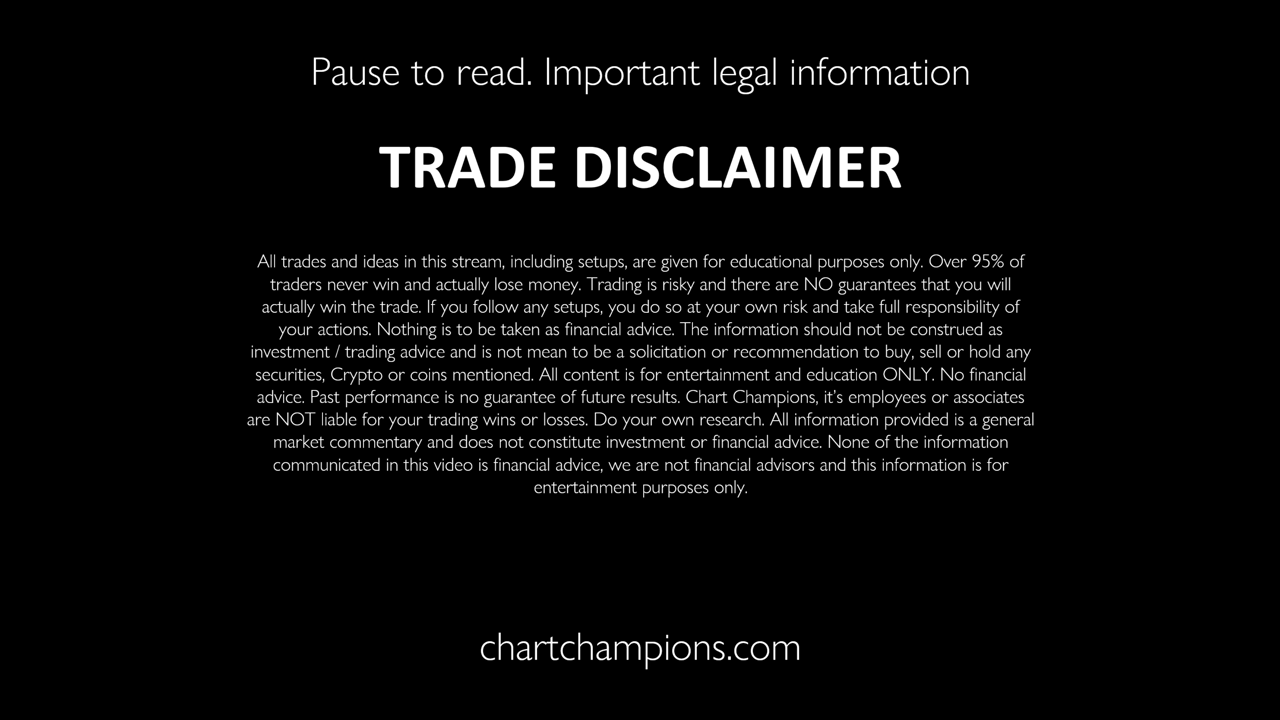 Pause to read. Important legal information
TRADE DISCLAIMER
All trades and ideas in this stream, including setups, are given for educational purposes only. Over 95% of
traders never win and actually lose money. Trading is risky and there are NO guarantees that you will
actually win the trade. If you follow any setups, you do so at your own risk and take full responsibility of
your actions. Nothing is to be taken as financial advice. The information should not be construed as
investment / trading advice and is not mean to be a solicitation or recommendation to buy, sell or hold any
securities, Crypto or coins mentioned. All content is for entertainment and education ONLY. No financial
advice. Past performance is no guarantee of future results. Chart Champions, it's employees or associates
are NOT liable for your trading wins or losses. Do your own research. All information provided is a general
market commentary and does not constitute investment or financial advice. None of the information
communicated in this video is financial advice, we are not financial advisors and this information is for
entertainment purposes only.
chartchampions.com